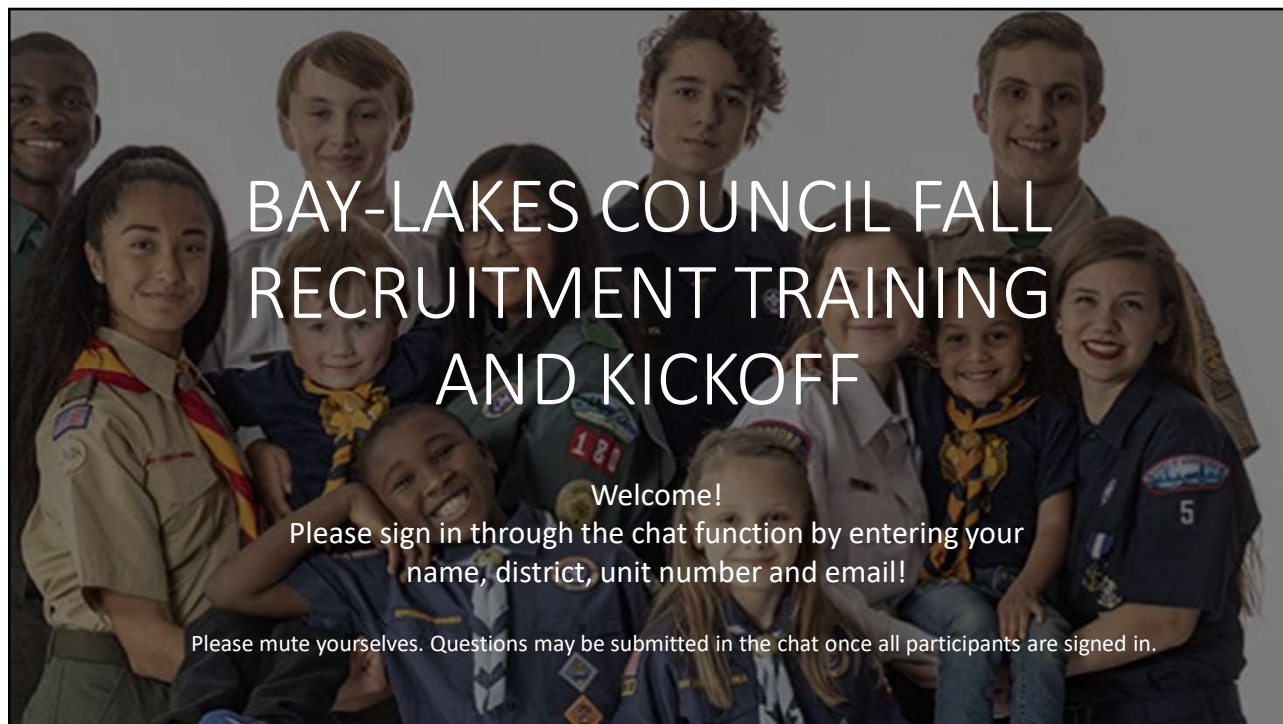 BAY-LAKES COUNCIL FALL
RECRUITMENT TRAINING
AND KICKOFF
180
5
Welcome!
Please sign in through the chat function by entering your
name, district, unit number and email!
Please mute yourselves. Questions may be submitted in the chat once all participants are signed in.